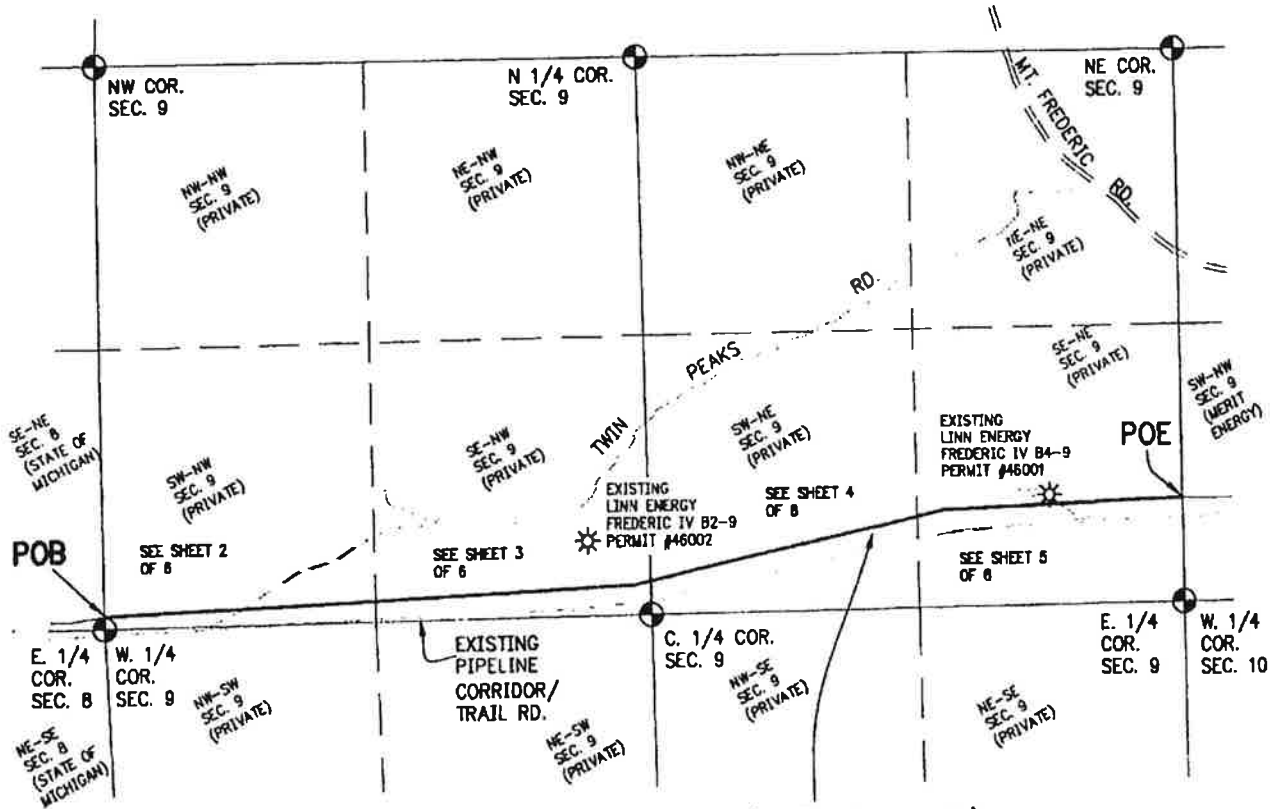 NW COR.
SEC. 9
N 1/4 COR.
SEC. 9
NE COR.
SEC. 9
MT. FREDERIC RD.
NW-NW
SEC. 9
(PRIVATE)
NE-NW
SEC. 9
(PRIVATE)
NW-NE
SEC. 9
(PRIVATE)
NE-NE
SEC. 9
(PRIVATE)
TWIN PEAKS RD.
SE-NE
SEC. 8
(STATE OF
MICHIGAN)
SW-NW
SEC. 9
(PRIVATE)
SE-NW
SEC. 9
(PRIVATE)
SW-NE
SEC. 9
(PRIVATE)
SE-NE
SEC. 9
(PRIVATE)
SW-NW
SEC. 9
(MERIT
ENERGY)
EXISTING
LINN ENERGY
FREDERIC IV B4-9
PERMIT #46001
POE
EXISTING
LINN ENERGY
FREDERIC IV B2-9
PERMIT #46002
POB
SEE SHEET 2
OF 6
SEE SHEET 3
OF 6
SEE SHEET 4
OF 6
SEE SHEET 5
OF 6
E. 1/4
COR.
SEC. 8
W. 1/4
COR.
SEC. 9
EXISTING
PIPELINE
CORRIDOR/
TRAIL RD.
C. 1/4 COR.
SEC. 9
E. 1/4
COR.
SEC. 9
W. 1/4
COR.
SEC. 10
NE-SE
SEC. 8
(STATE OF
MICHIGAN)
NW-SW
SEC. 9
(PRIVATE)
NE-SW
SEC. 9
(PRIVATE)
NW-SE
SEC. 9
(PRIVATE)
NE-SE
SEC. 9
(PRIVATE)